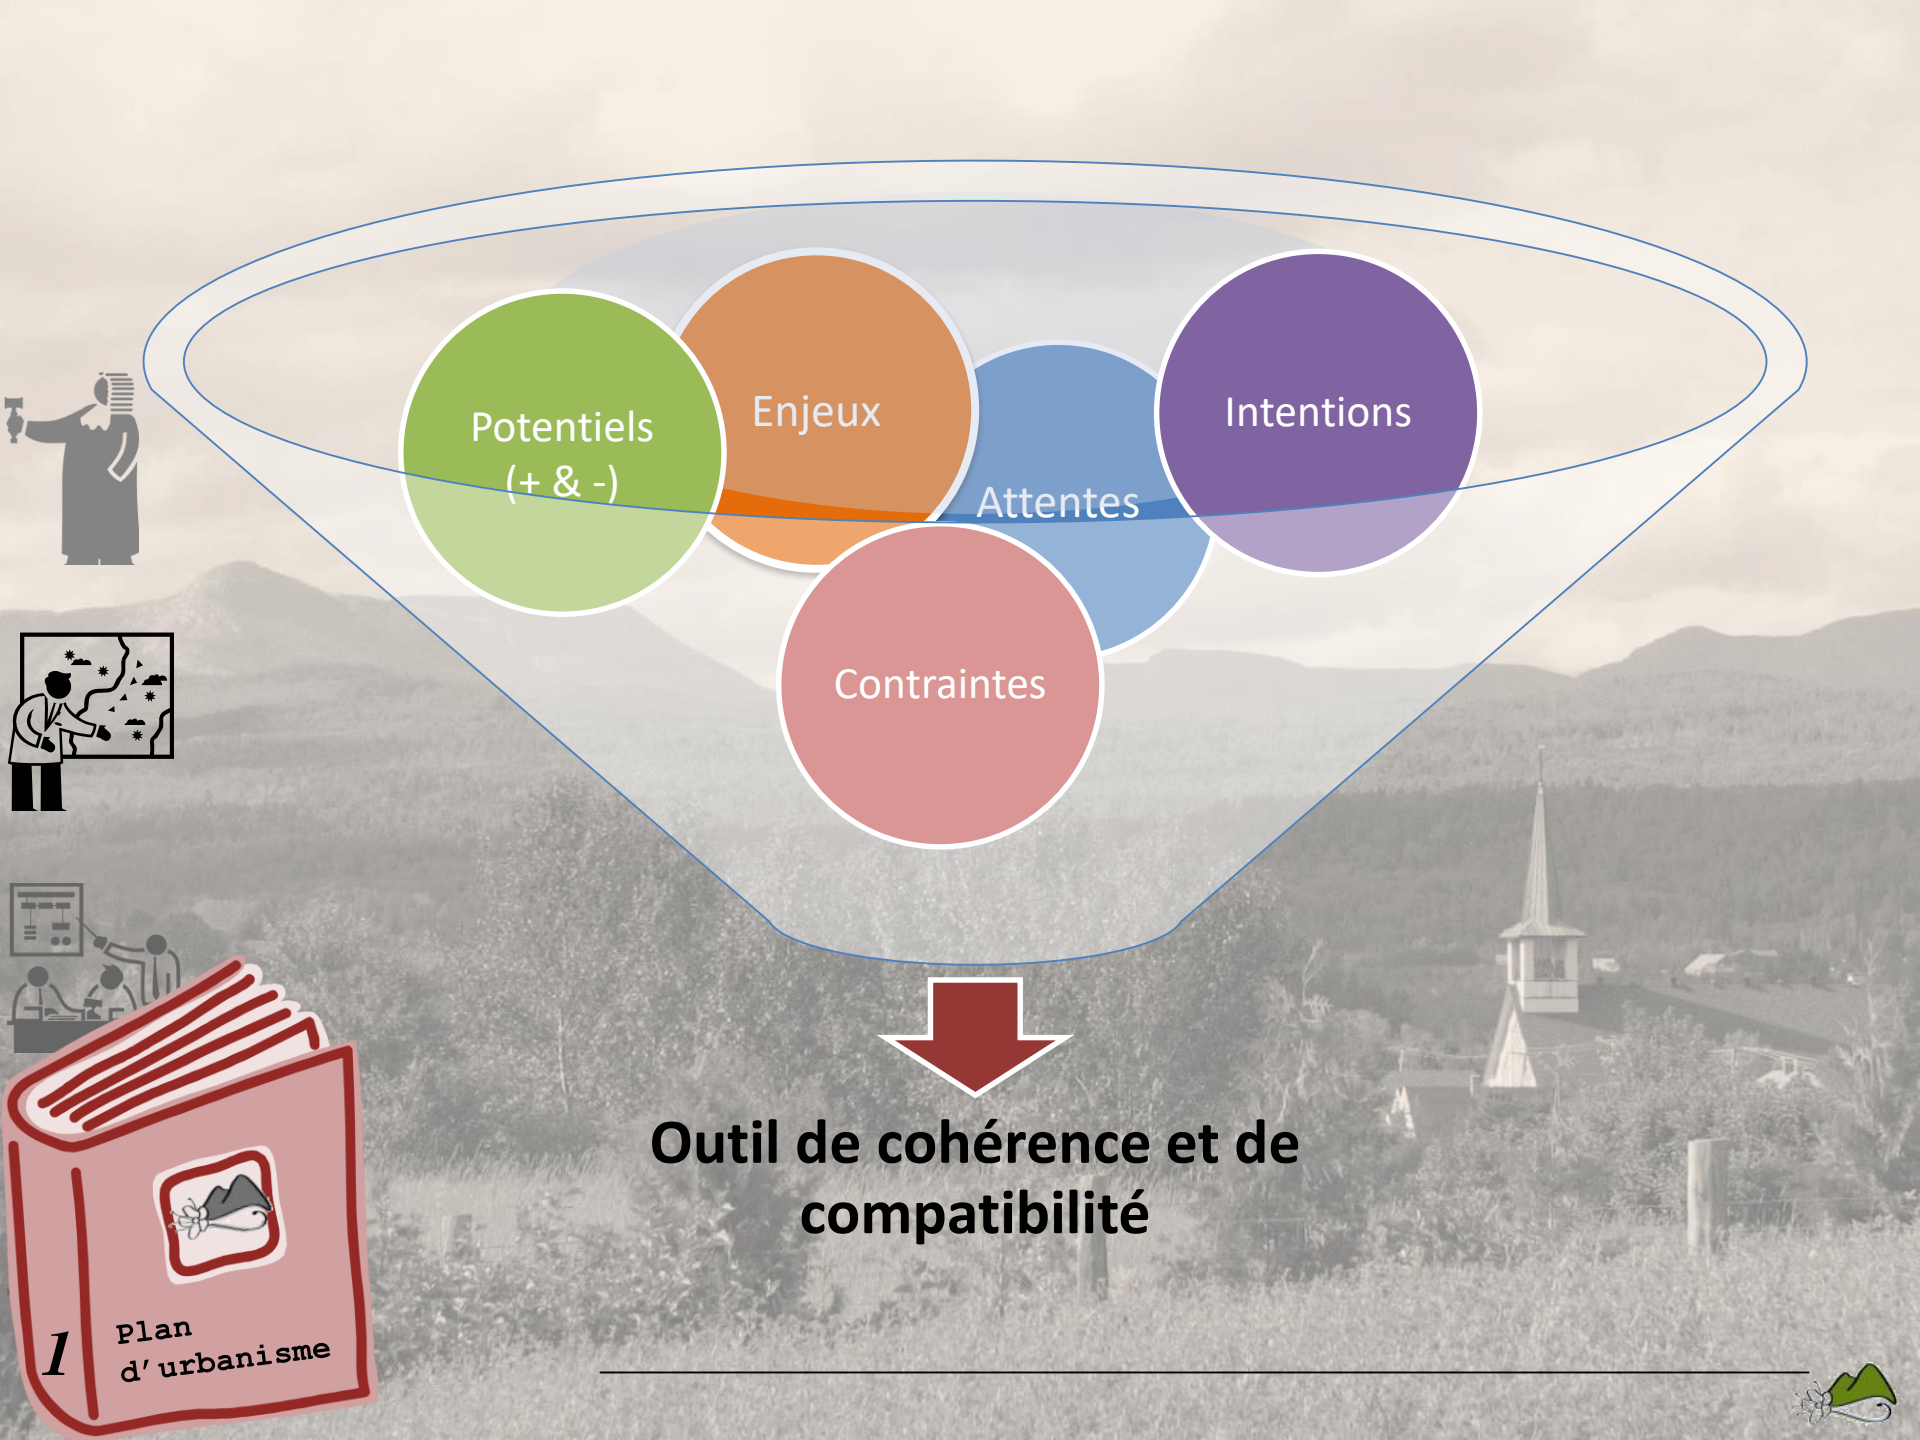 Potentiels
(+ & -)
Enjeux
Attentes
Intentions
Contraintes
Outil de cohérence et de
compatibilité
1
Plan
d’urbanisme